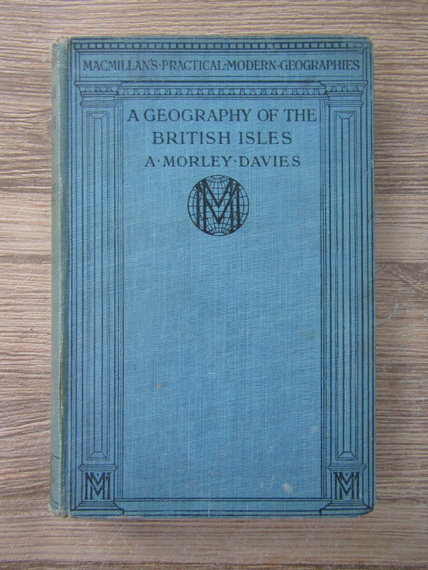 MACMILLAN'S·PRACTICAL·MODERN·GEOGRAPHIES
A GEOGRAPHY OF THE
BRITISH ISLES
A·MORLEY·DAVIES
M
M M